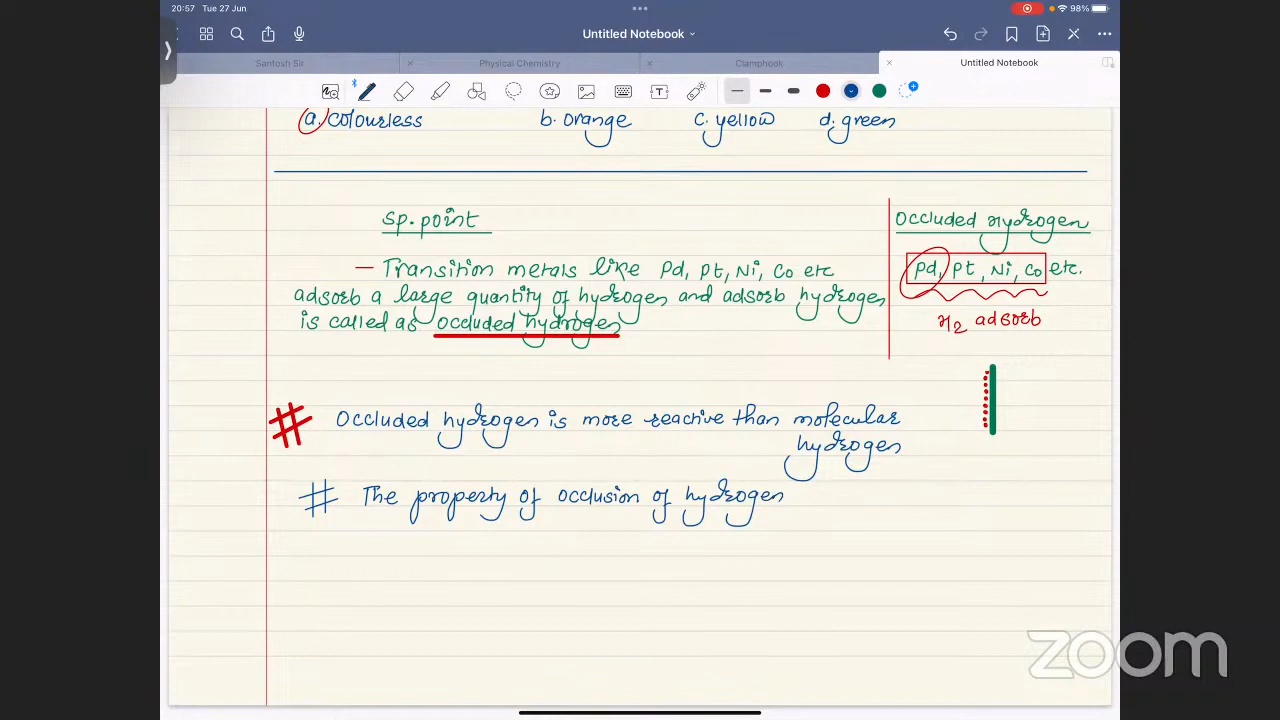 20:57 Tue 27 Jun
98%
Untitled Notebook
Santosh Sir
Physical Chemistry
Clamphook
Untitled Notebook
a. Colourless b. orange c. yellow d. green
Sp. point
— Transition metals like Pd, Pt, Ni, Co etc
adsorb a large quantity of hydrogen and adsorb hydrogen
is called as occluded hydrogen
Occluded Hydrogen
Pd, Pt, Ni, Co etc.
H2 adsorb
# Occluded hydrogen is more reactive than molecular
hydrogen
# The property of occlusion of hydrogen
zoom